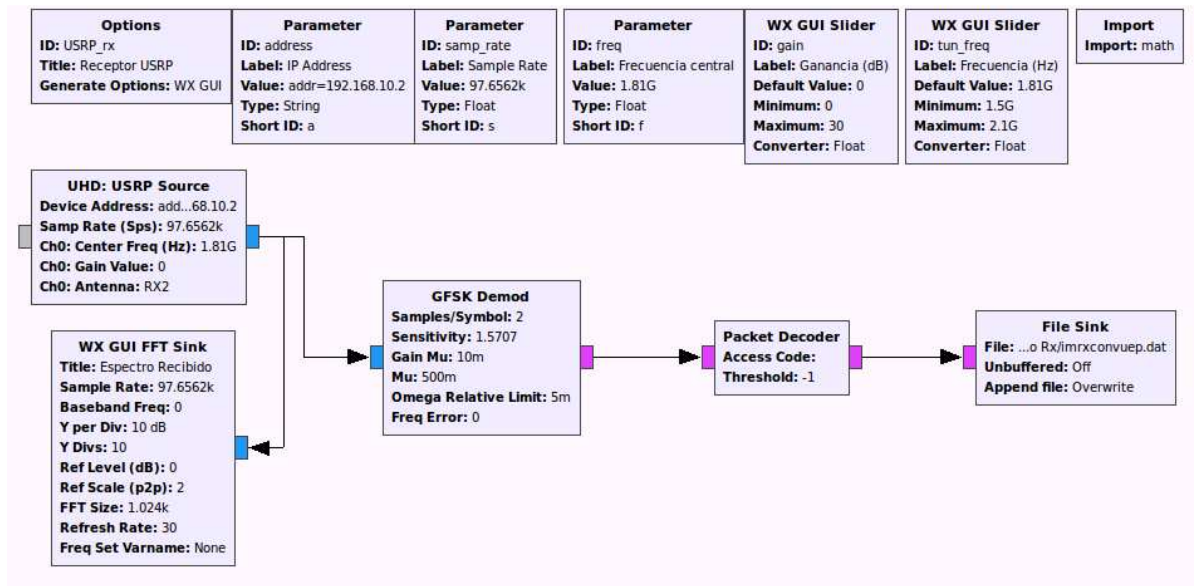 Options
ID: USRP_rx
Title: Receptor USRP
Generate Options: WX GUI
Parameter
ID: address
Label: IP Address
Value: addr=192.168.10.2
Type: String
Short ID: a
Parameter
ID: samp_rate
Label: Sample Rate
Value: 97.6562k
Type: Float
Short ID: s
Parameter
ID: freq
Label: Frecuencia central
Value: 1.81G
Type: Float
Short ID: f
WX GUI Slider
ID: gain
Label: Ganancia (dB)
Default Value: 0
Minimum: 0
Maximum: 30
Converter: Float
WX GUI Slider
ID: tun_freq
Label: Frecuencia (Hz)
Default Value: 1.81G
Minimum: 1.5G
Maximum: 2.1G
Converter: Float
Import
Import: math
UHD: USRP Source
Device Address: add...68.10.2
Samp Rate (Sps): 97.6562k
Ch0: Center Freq (Hz): 1.81G
Ch0: Gain Value: 0
Ch0: Antenna: RX2
WX GUI FFT Sink
Title: Espectro Recibido
Sample Rate: 97.6562k
Baseband Freq: 0
Y per Div: 10 dB
Y Divs: 10
Ref Level (dB): 0
Ref Scale (p2p): 2
FFT Size: 1.024k
Refresh Rate: 30
Freq Set Varname: None
GFSK Demod
Samples/Symbol: 2
Sensitivity: 1.5707
Gain Mu: 10m
Mu: 500m
Omega Relative Limit: 5m
Freq Error: 0
Packet Decoder
Access Code:
Threshold: -1
File Sink
File: ...o Rx/imrxconvuep.dat
Unbuffered: Off
Append file: Overwrite